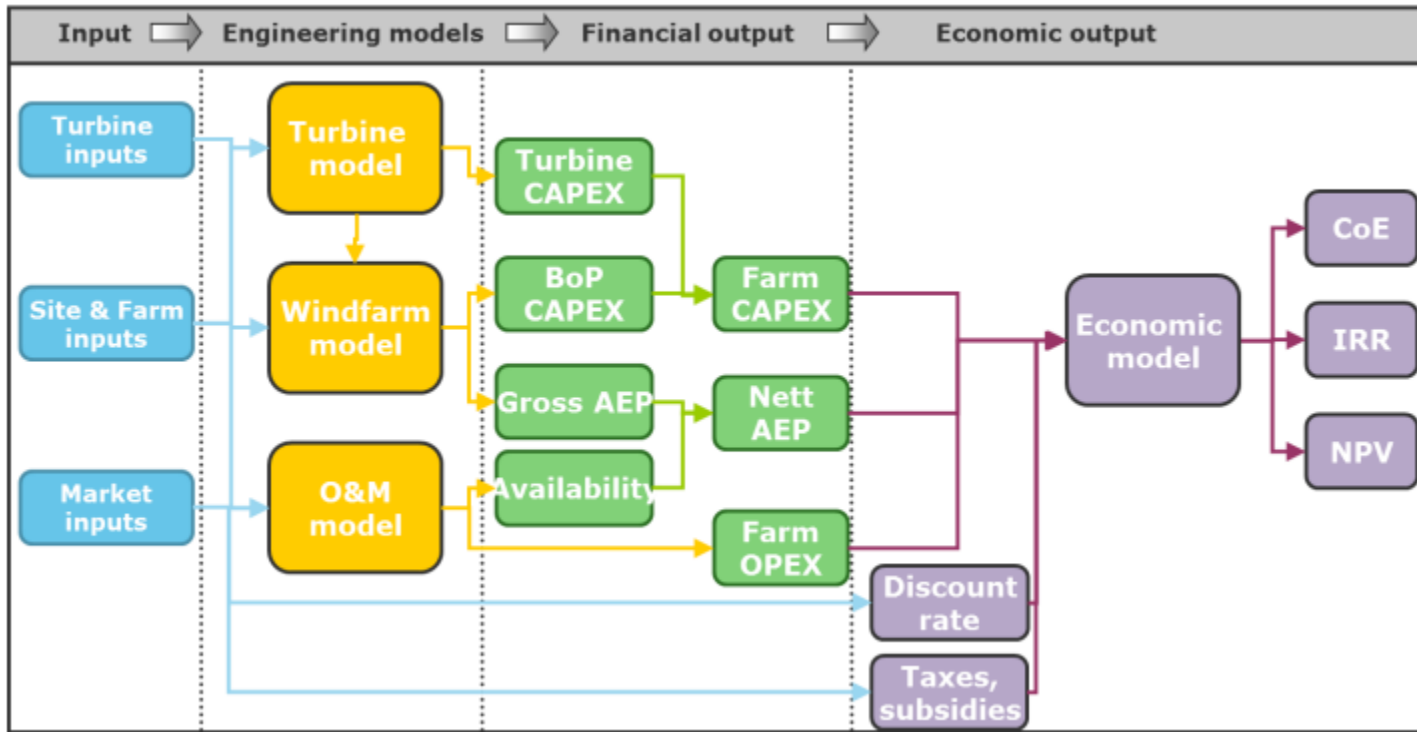 Input Engineering models Financial output Economic output
Turbine
inputs
Site & Farm
inputs
Market
inputs
Turbine
model
Windfarm
model
O&M
model
Turbine
CAPEX
BoP
CAPEX
Gross AEP
Availability
Farm
CAPEX
Nett
AEP
Farm
OPEX
Discount
rate
Taxes,
subsidies
Economic
model
CoE
IRR
NPV